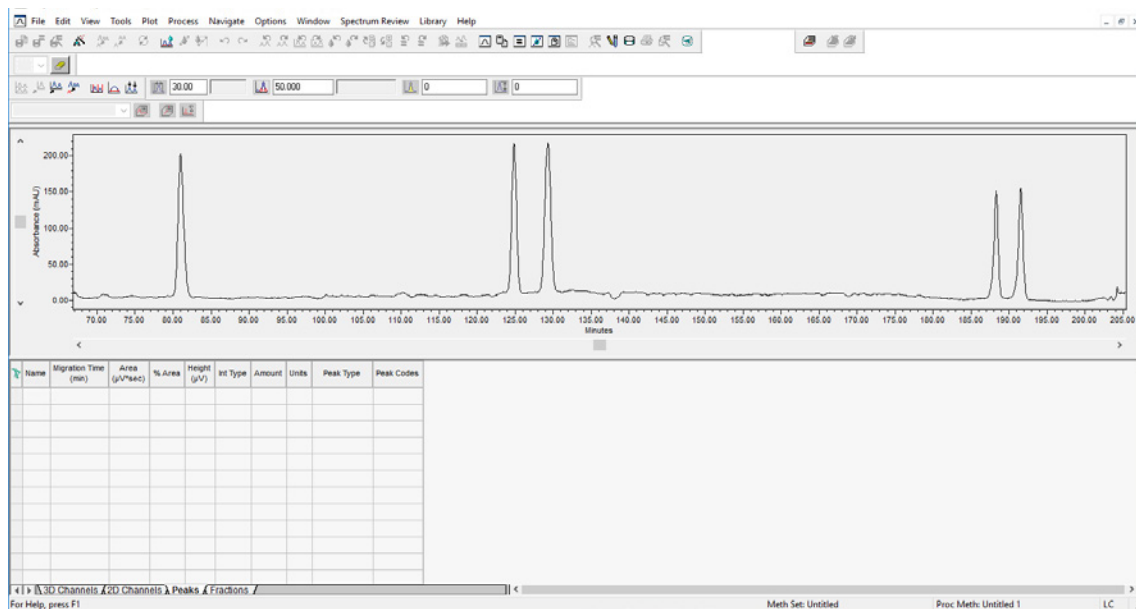 File Edit View Tools Plot Process Navigate Options Window Spectrum Review Library Help
30.00 50.000 0 0
200.00
150.00
100.00
50.00
0.00
Absorbance (mAU)
70.00 75.00 80.00 85.00 90.00 95.00 100.00 105.00 110.00 115.00 120.00 125.00 130.00 135.00 140.00 145.00 150.00 155.00 160.00 165.00 170.00 175.00 180.00 185.00 190.00 195.00 200.00 205.00
Minutes
Name Migration Time (min) Area (µV*sec) % Area Height (µV) Int Type Amount Units Peak Type Peak Codes
3D Channels 2D Channels Peaks Fractions
For Help, press F1 Meth Set: Untitled Proc Meth: Untitled 1 LC